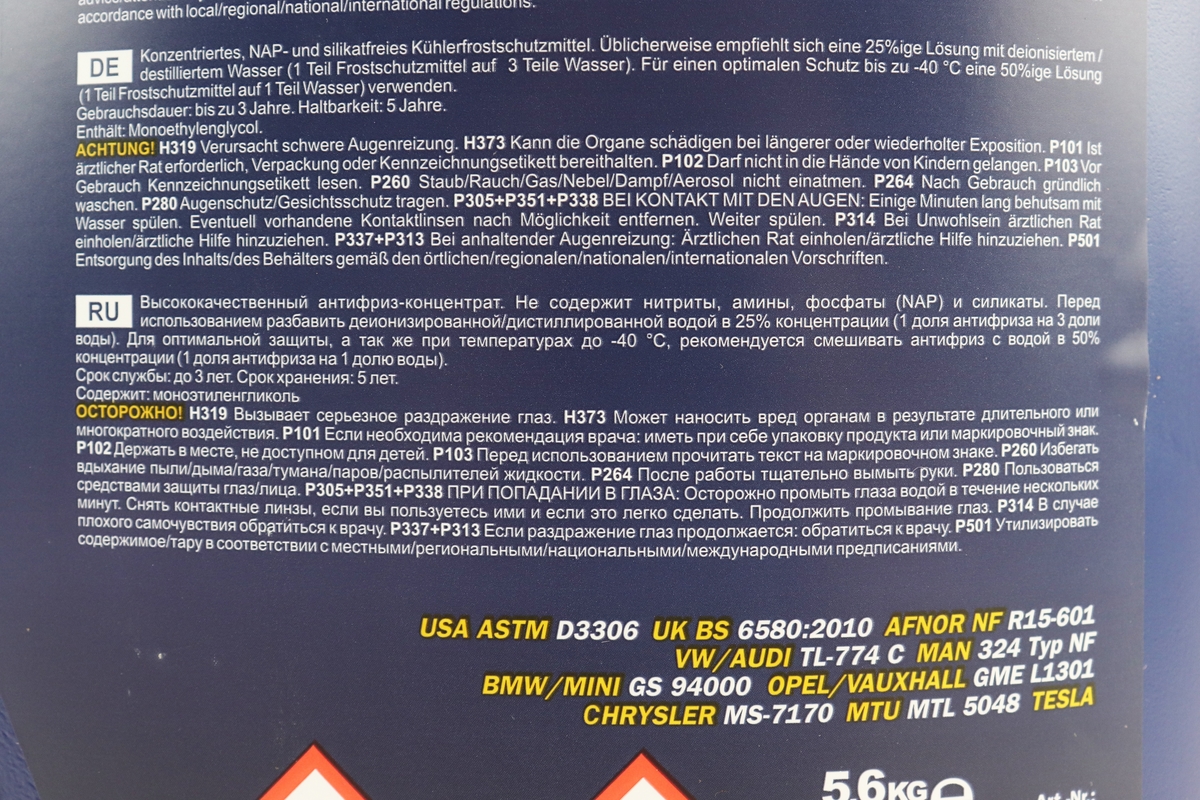 accordance with local/regional/national/international regulations.
DE Konzentriertes, NAP- und silikatfreies Kühlerfrostschutzmittel. Üblicherweise empfiehlt sich eine 25%ige Lösung mit deionisiertem /
destilliertem Wasser (1 Teil Frostschutzmittel auf 3 Teile Wasser). Für einen optimalen Schutz bis zu -40 °C eine 50%ige Lösung
(1 Teil Frostschutzmittel auf 1 Teil Wasser) verwenden.
Gebrauchsdauer: bis zu 3 Jahre. Haltbarkeit: 5 Jahre.
Enthält: Monoethylenglycol.
ACHTUNG! H319 Verursacht schwere Augenreizung. H373 Kann die Organe schädigen bei längerer oder wiederholter Exposition. P101 Ist
ärztlicher Rat erforderlich, Verpackung oder Kennzeichnungsetikett bereithalten. P102 Darf nicht in die Hände von Kindern gelangen. P103 Vor
Gebrauch Kennzeichnungsetikett lesen. P260 Staub/Rauch/Gas/Nebel/Dampf/Aerosol nicht einatmen. P264 Nach Gebrauch gründlich
waschen. P280 Augenschutz/Gesichtsschutz tragen. P305+P351+P338 BEI KONTAKT MIT DEN AUGEN: Einige Minuten lang behutsam mit
Wasser spülen. Eventuell vorhandene Kontaktlinsen nach Möglichkeit entfernen. Weiter spülen. P314 Bei Unwohlsein ärztlichen Rat
einholen/ärztliche Hilfe hinzuziehen. P337+P313 Bei anhaltender Augenreizung: Ärztlichen Rat einholen/ärztliche Hilfe hinzuziehen. P501
Entsorgung des Inhalts/des Behälters gemäß den örtlichen/regionalen/nationalen/internationalen Vorschriften.
RU Высококачественный антифриз-концентрат. Не содержит нитриты, амины, фосфаты (NAP) и силикаты. Перед
использованием разбавить деионизированной/дистиллированной водой в 25% концентрации (1 доля антифриза на 3 доли
воды). Для оптимальной защиты, а так же при температурах до -40 °C, рекомендуется смешивать антифриз с водой в 50%
концентрации (1 доля антифриза на 1 долю воды).
Срок службы: до 3 лет. Срок хранения: 5 лет.
Содержит: моноэтиленгликоль
ОСТОРОЖНО! H319 Вызывает серьезное раздражение глаз. H373 Может наносить вред органам в результате длительного или
многократного воздействия. P101 Если необходима рекомендация врача: иметь при себе упаковку продукта или маркировочный знак.
P102 Держать в месте, не доступном для детей. P103 Перед использованием прочитать текст на маркировочном знаке. P260 Избегать
вдыхание пыли/дыма/газа/тумана/паров/распылителей жидкости. P264 После работы тщательно вымыть руки. P280 Пользоваться
средствами защиты глаз/лица. P305+P351+P338 ПРИ ПОПАДАНИИ В ГЛАЗА: Осторожно промыть глаза водой в течение нескольких
минут. Снять контактные линзы, если вы пользуетесь ими и если это легко сделать. Продолжить промывание глаз. P314 В случае
плохого самочувствия обратиться к врачу. P337+P313 Если раздражение глаз продолжается: обратиться к врачу. P501 Утилизировать
содержимое/тару в соответствии с местными/региональными/национальными/международными предписаниями.
USA ASTM D3306 UK BS 6580:2010 AFNOR NF R15-601
VW/AUDI TL-774 C MAN 324 Typ NF
BMW/MINI GS 94000 OPEL/VAUXHALL GME L1301
CHRYSLER MS-7170 MTU MTL 5048 TESLA
5,6KG e
Art.-Nr.: